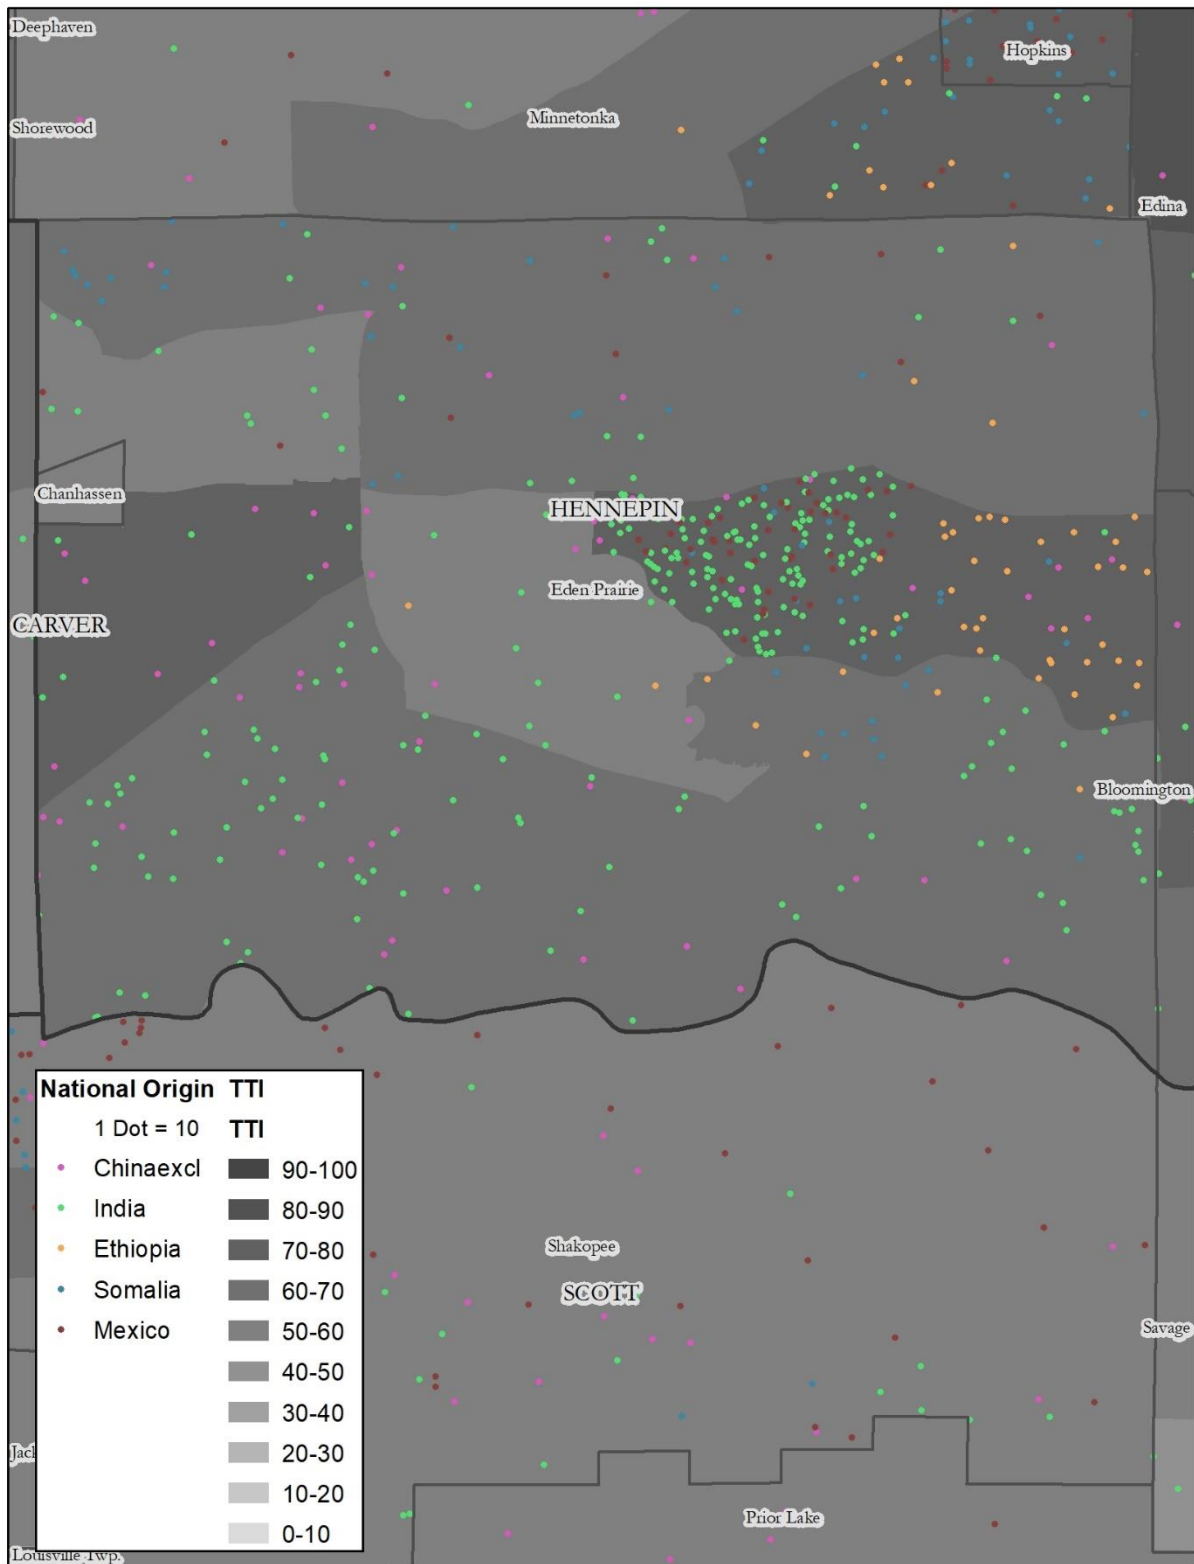 Deephaven
Hopkins
Minnetonka
Shorewood
Edina
Chanhassen
HENNEPIN
Eden Prairie
CARVER
Bloomington
National Origin TTI
1 Dot = 10 TTI
Chinaexcl 90-100
India 80-90
Ethiopia 70-80
Somalia 60-70
Mexico 50-60
40-50
30-40
20-30
10-20
0-10
Shakopee
SCOTT
Savage
Jac
Prior Lake
Louisville Twp.